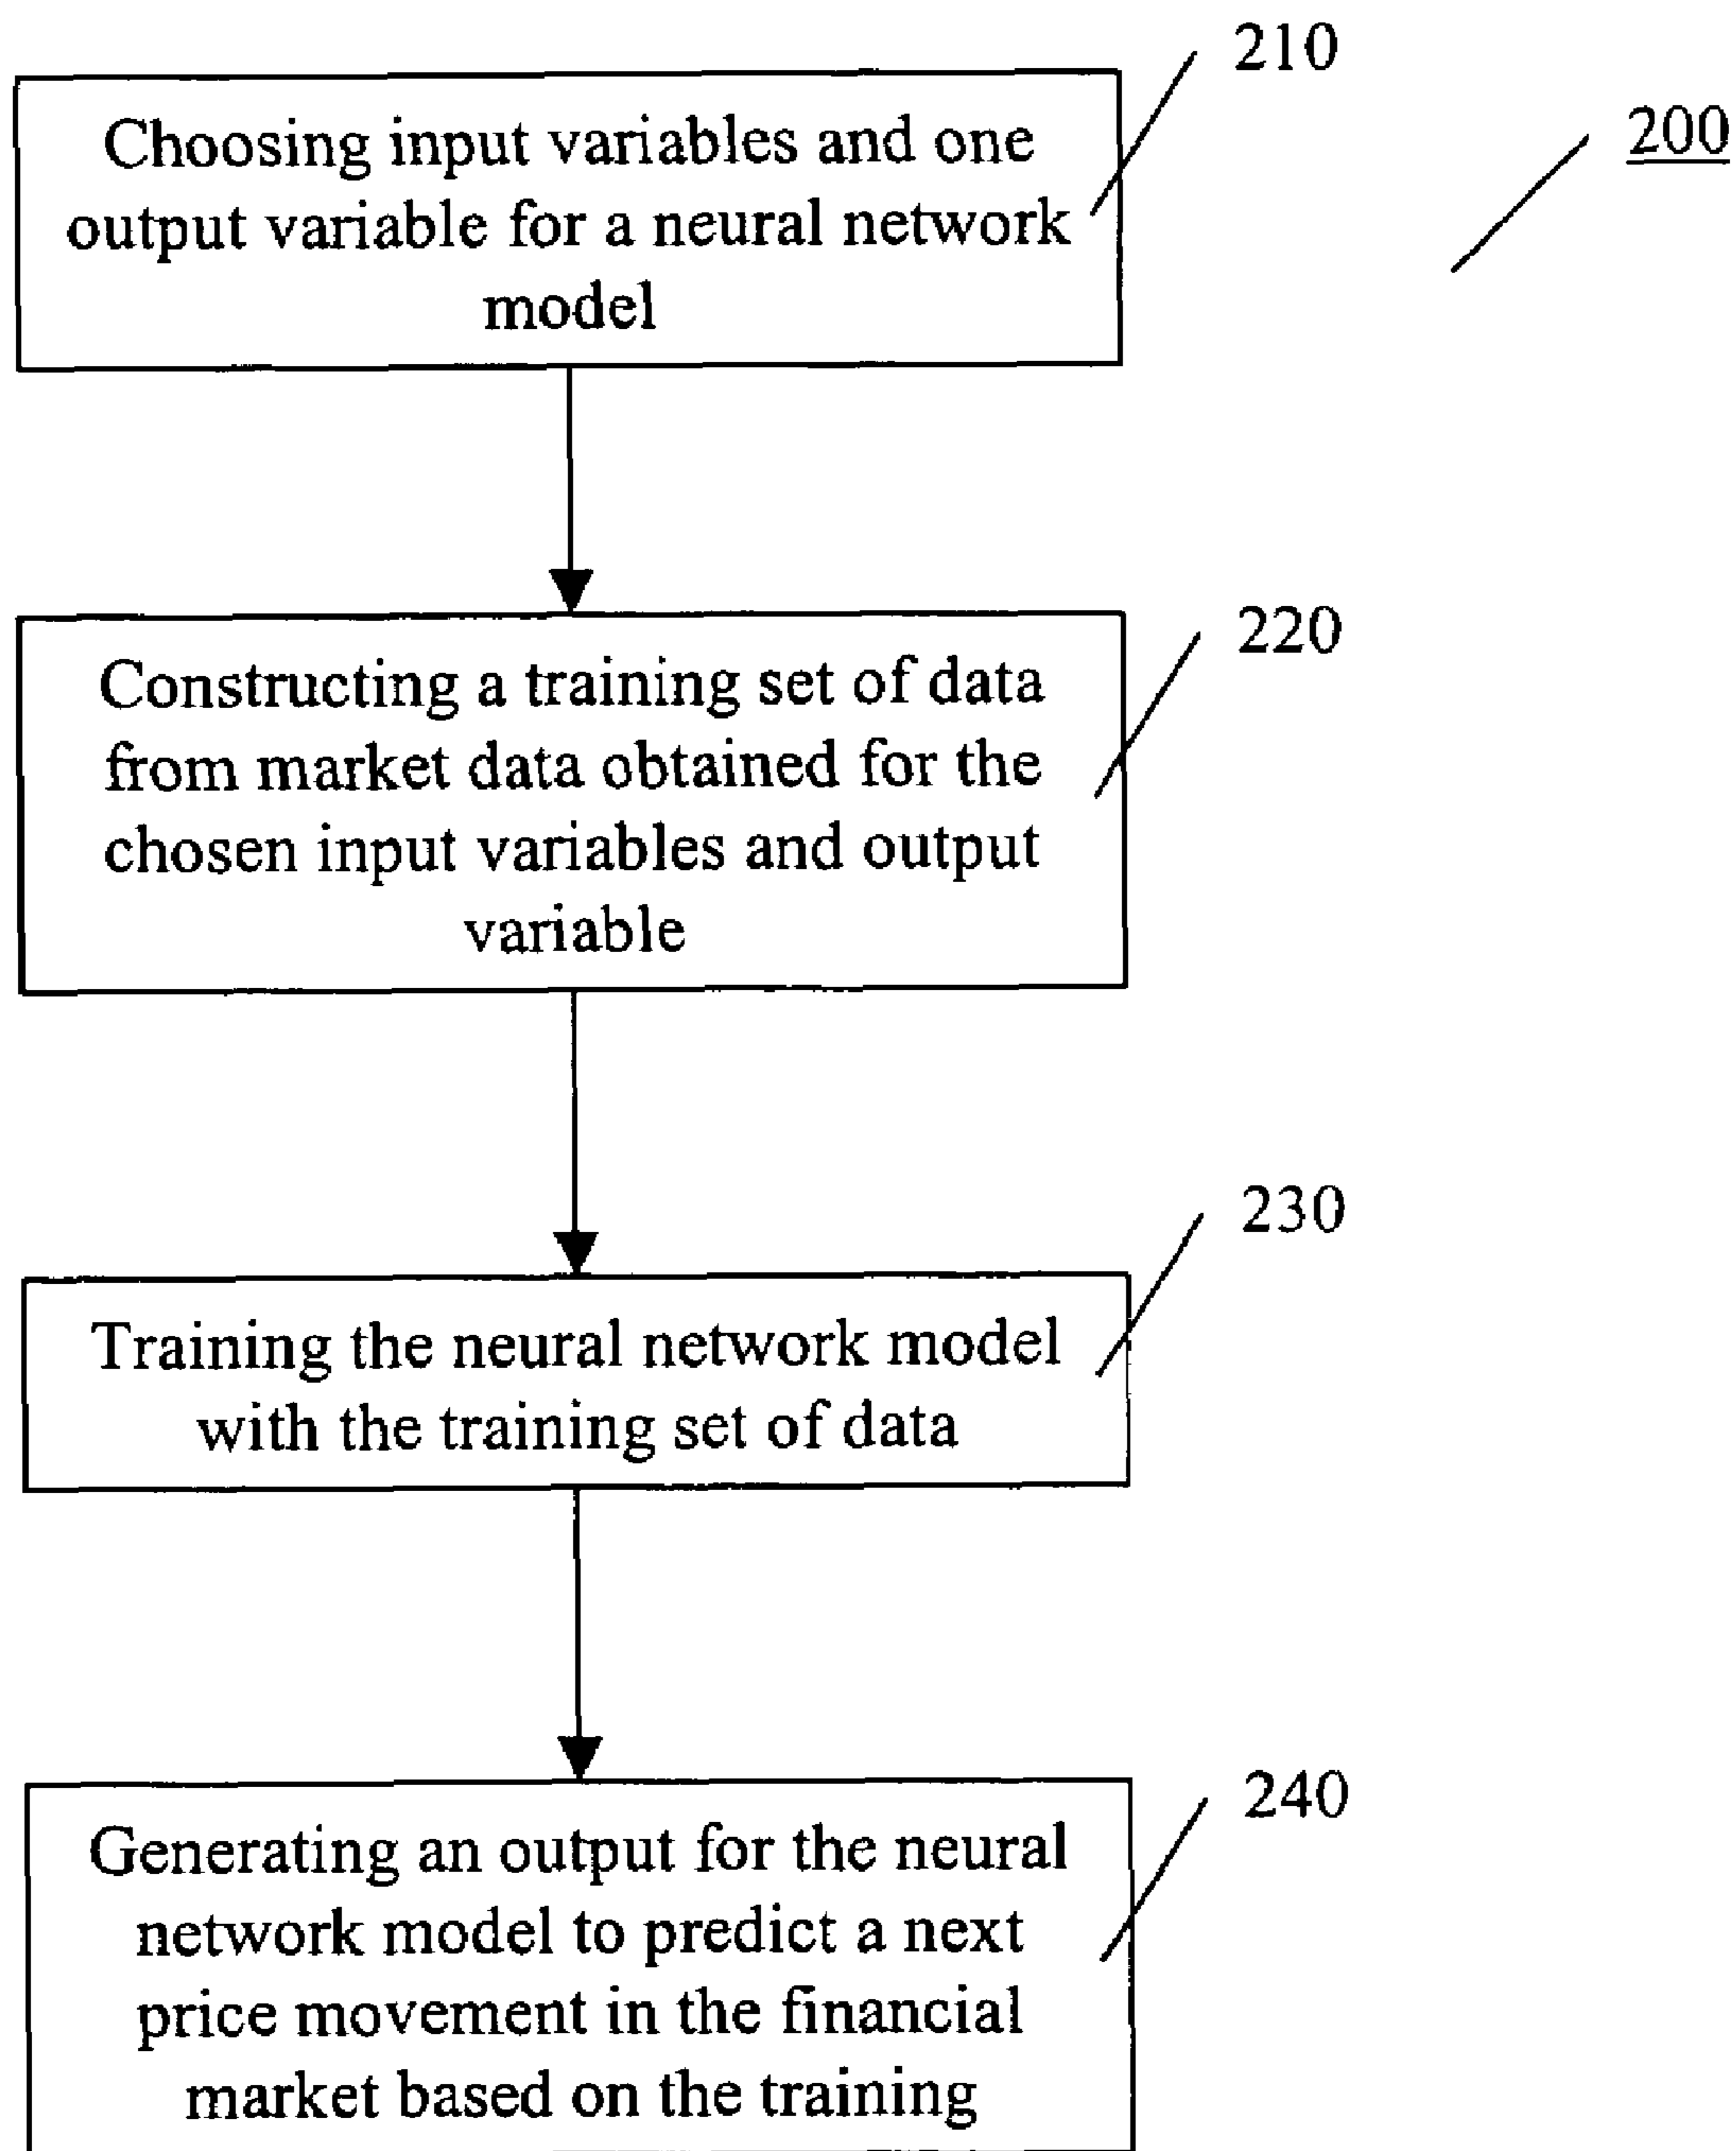 210
200
Choosing input variables and one
output variable for a neural network
model
220
Constructing a training set of data
from market data obtained for the
chosen input variables and output
variable
230
Training the neural network model
with the training set of data
240
Generating an output for the neural
network model to predict a next
price movement in the financial
market based on the training